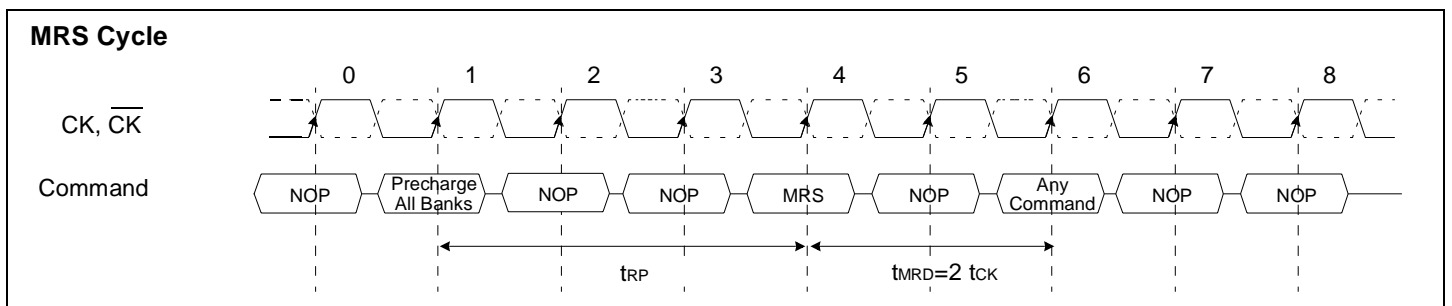 MRS Cycle
0 1 2 3 4 5 6 7 8
CK, C̅K̅
Command
NOP Precharge All Banks NOP NOP MRS NOP Any Command NOP NOP
tRP tMRD=2 tCK